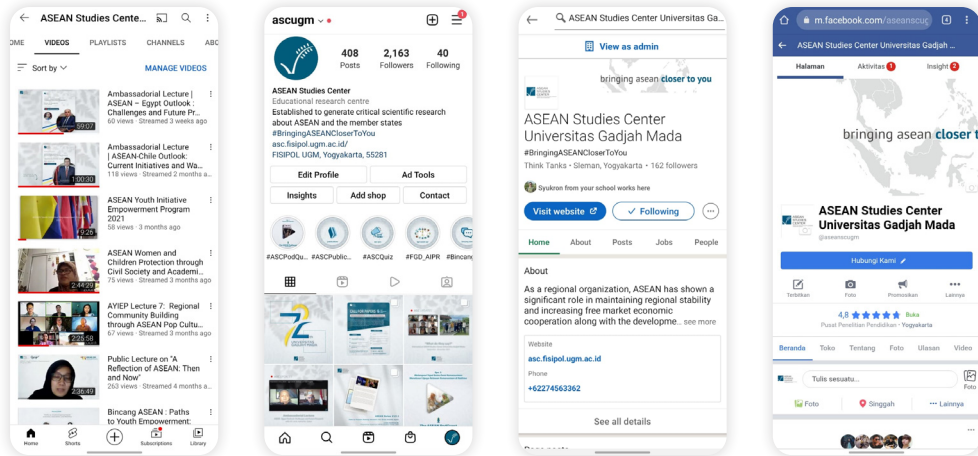 ASEAN Studies Cente...
OME VIDEOS PLAYLISTS CHANNELS ABO
Sort by
MANAGE VIDEOS
Ambassadorial Lecture |
ASEAN – Egypt Outlook :
Challenges and Future Pr...
60 views · Streamed 3 weeks ago
59:07
Ambassadorial Lecture
| ASEAN-Chile Outlook:
Current Initiatives and Wa...
118 views · Streamed 2 months a...
1:00:30
ASEAN Youth Initiative
Empowerment Program
2021
58 views · 3 months ago
9:26
ASEAN Women and
Children Protection through
Civil Society and Academi...
75 views · Streamed 3 months ago
2:44:29
AYIEP Lecture 7: Regional
Community Building
through ASEAN Pop Cultu...
67 views · Streamed 3 months ago
2:25:58
Public Lecture on "A
Reflection of ASEAN: Then
and Now"
263 views · Streamed 4 months a...
2:36:49
Bincang ASEAN : Paths
to Youth Empowerment:
Home Shorts Subscriptions Library
ascugm
9
408 2,163 40
Posts Followers Following
ASEAN Studies Center
Educational research centre
Established to generate critical scientific research
about ASEAN and the member states
#BringingASEANCloserToYou
asc.fisipol.ugm.ac.id/
FISIPOL UGM, Yogyakarta, 55281
Edit Profile Ad Tools
Insights Add shop Contact
#ASCPodQu... #ASCPublic... #ASCQuiz #FGD_AIPR #Bincang
72
ASEAN Studies Center Universitas Ga...
View as admin
bringing asean closer to you
ASEAN Studies Center
Universitas Gadjah Mada
#BringingASEANCloserToYou
Think Tanks • Sleman, Yogyakarta • 162 followers
Syukron from your school works here
Visit website Following
Home About Posts Jobs People
About
As a regional organization, ASEAN has shown a
significant role in maintaining regional stability
and increasing free market economic
cooperation along with the developme... see more
Website
asc.fisipol.ugm.ac.id
Phone
+62274563362
See all details
m.facebook.com/aseanscug
4
ASEAN Studies Center Universitas Gadjah ...
Halaman Aktivitas 1 Insight 2
bringing asean closer t
ASEAN Studies Center
Universitas Gadjah Mada
@aseanscugm
Hubungi Kami
Terbitkan Foto Promosikan Lainnya
4,8 Buka
Pusat Penelitian Pendidikan · Yogyakarta
Beranda Toko Tentang Foto Ulasan Video
Tulis sesuatu...
Foto
Foto Singgah Lainnya